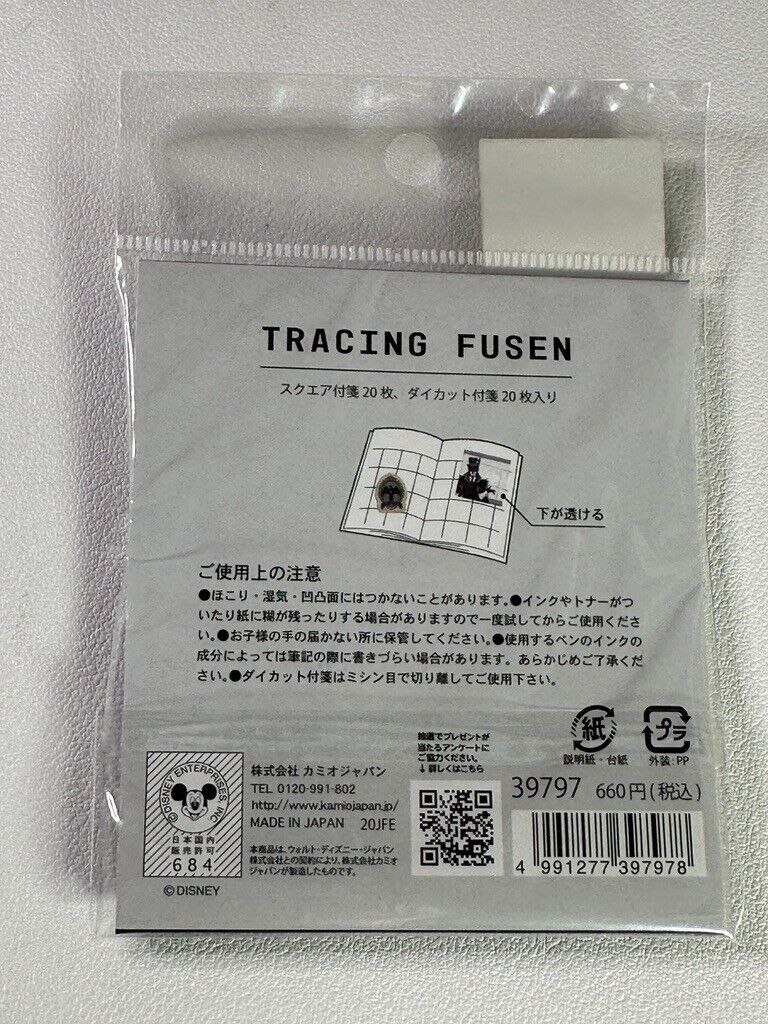 TRACING FUSEN
スクエア付箋20枚、ダイカット付箋20枚入り
下が透ける
ご使用上の注意
●ほこり・湿気・凹凸面にはつかないことがあります。●インクやトナーがつ
いたり紙に糊が残ったりする場合がありますので一度試してからご使用くださ
い。●お子様の手の届かない所に保管してください。●使用するペンのインクの
成分によっては筆記の際に書きづらい場合があります。あらかじめご了承くだ
さい。●ダイカット付箋はミシン目で切り離してご使用下さい。
紙
説明紙・台紙
プラ
外装:PP
抽選でプレゼントが
当たるアンケートに
ご協力ください。
↓詳しくはこちら
©DISNEY ENTERPRISES, INC.
日本国内
販売許可
684
©DISNEY
株式会社 カミオジャパン
TEL 0120-991-802
http://www.kamiojapan.jp/
MADE IN JAPAN 20JFE
本商品は、ウォルト・ディズニー・ジャパン
株式会社との契約により、株式会社カミオ
ジャパンが製造したものです。
39797 660円(税込)
4 991277 397978